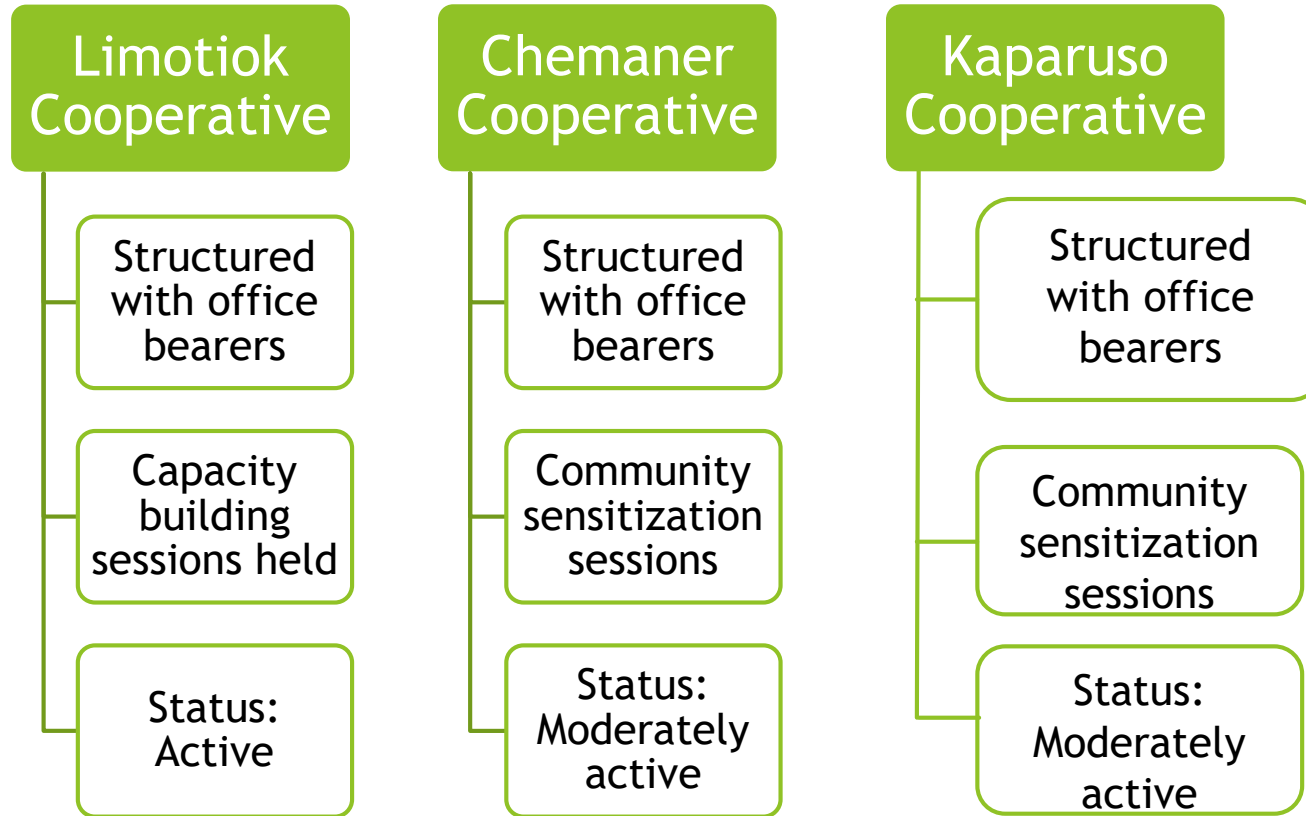 Limotiok
Cooperative
Structured
with office
bearers
Capacity
building
sessions held
Status:
Active
Chemaner
Cooperative
Structured
with office
bearers
Community
sensitization
sessions
Status:
Moderately
active
Kaparuso
Cooperative
Structured
with office
bearers
Community
sensitization
sessions
Status:
Moderately
active